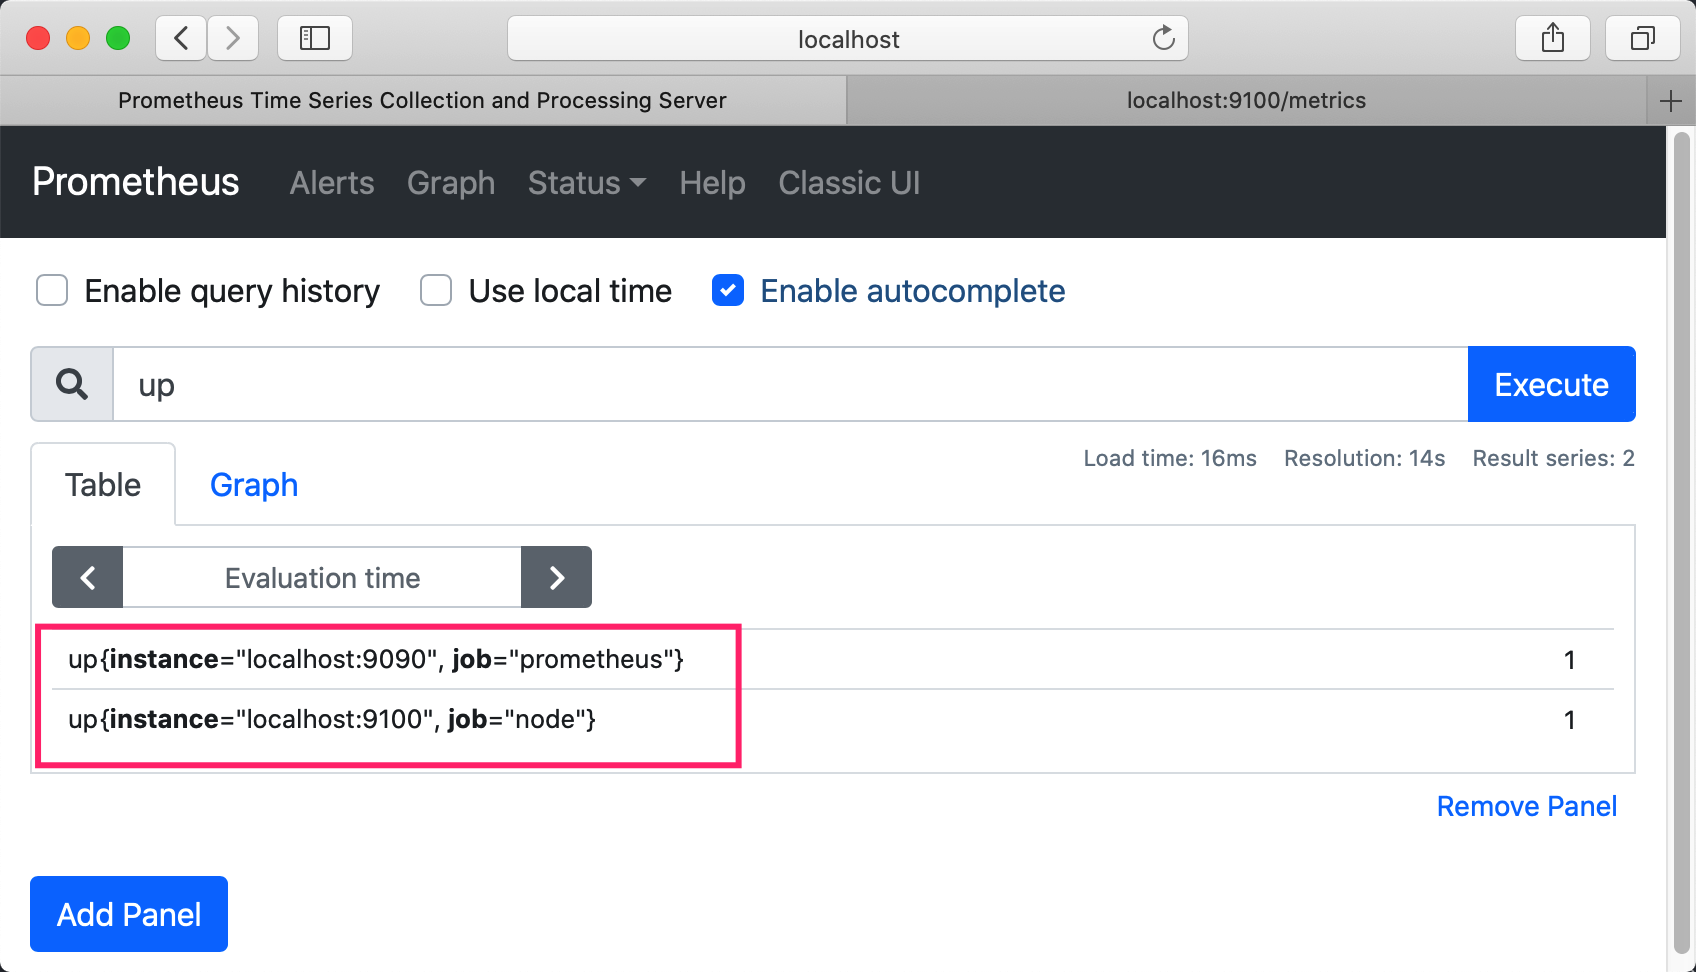 localhost
Prometheus Time Series Collection and Processing Server
localhost:9100/metrics
Prometheus Alerts Graph Status Help Classic UI
Enable query history Use local time Enable autocomplete
up Execute
Load time: 16ms Resolution: 14s Result series: 2
Table Graph
Evaluation time
up{instance="localhost:9090", job="prometheus"} 1
up{instance="localhost:9100", job="node"} 1
Remove Panel
Add Panel